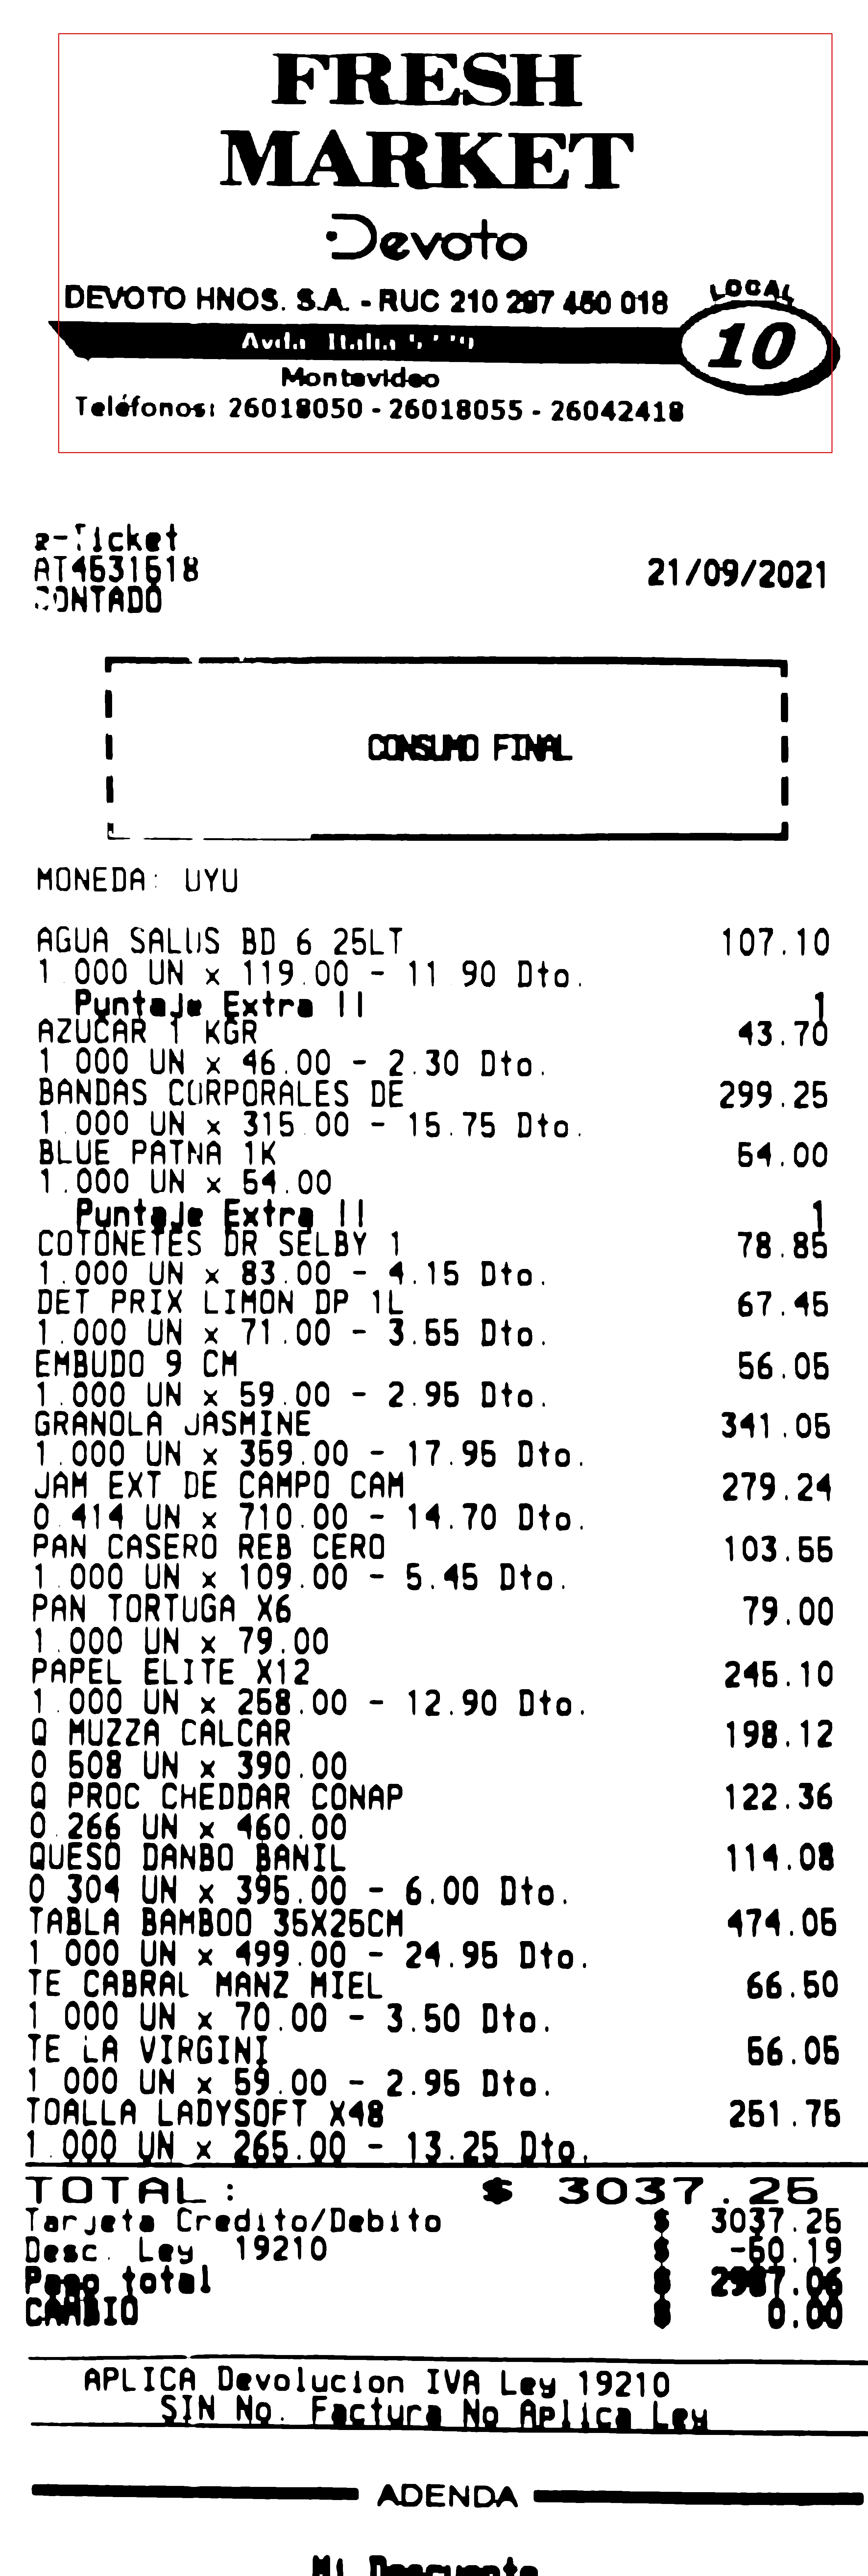 FRESH
MARKET
Devoto
DEVOTO HNOS. S.A. - RUC 210 297 450 018
LOCAL
10
Avda. Italia
Montevideo
Teléfonos: 26018050 - 26018055 - 26042418
e-Ticket
21/09/2021
CONTADO
CONSUMO FINAL
MONEDA: UYU
AGUA SALUS BD 6 25LT 107.10
1 000 UN x 119.00 - 11 90 Dto.
Puntaje Extra !! 1
AZUCAR 1 KGR 43.70
1 000 UN x 46.00 - 2.30 Dto.
BANDAS CORPORALES DE 299.25
1.000 UN x 315.00 - 15.75 Dto.
BLUE PATNA 1K 54.00
1.000 UN x 54.00
Puntaje Extra !! 1
COTONETES DR SELBY 1 78.85
1.000 UN x 83.00 - 4.15 Dto.
DET PRIX LIMON DP 1L 67.45
1.000 UN x 71.00 - 3.55 Dto.
EMBUDO 9 CM 56.05
1.000 UN x 59.00 - 2.95 Dto.
GRANOLA JASMINE 341.05
1.000 UN x 359.00 - 17.95 Dto.
JAM EXT DE CAMPO CAM 279.24
0.414 UN x 710.00 - 14.70 Dto.
PAN CASERO REB CERO 103.55
1.000 UN x 109.00 - 5.45 Dto.
PAN TORTUGA X6 79.00
1.000 UN x 79.00
PAPEL ELITE X12 245.10
1.000 UN x 258.00 - 12.90 Dto.
Q MUZZA CALCAR 198.12
0 508 UN x 390.00
Q PROC CHEDDAR CONAP 122.36
0.266 UN x 460.00
QUESO DANBO BANIL 114.08
0 304 UN x 395.00 - 6.00 Dto.
TABLA BAMBOO 35X25CM 474.05
1 000 UN x 499.00 - 24.95 Dto.
TE CABRAL MANZ MIEL 66.50
1 000 UN x 70.00 - 3.50 Dto.
TE LA VIRGINI 56.05
1 000 UN x 59.00 - 2.95 Dto.
TOALLA LADYSOFT X48 251.75
1.000 UN x 265.00 - 13.25 Dto.
TOTAL: $ 3037.25
Tarjeta Credito/Debito $ 3037.25
Desc. Ley 19210 $ -50.19
Pago total $ 2987.06
CAMBIO $ 0.00
APLICA Devolucion IVA Ley 19210
SIN No. Factura No Aplica Ley
ADENDA
Mi Descuento